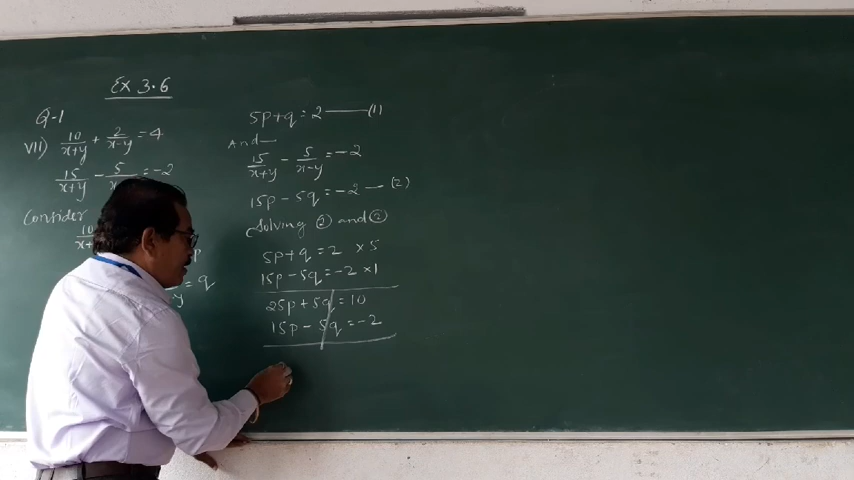 Ex 3.6
Q-1
VII) 10/x+y + 2/x-y = 4
15/x+y - 5/x = -2
Consider
10/x+ p
-y = q
5p+q = 2 —— (1)
And—
15/x+y - 5/x-y = -2
15p - 5q = -2 — (2)
Solving ② and ②
5p+q = 2 ×5
15p-5q = -2 ×1
25p+5q = 10
15p-5q = -2